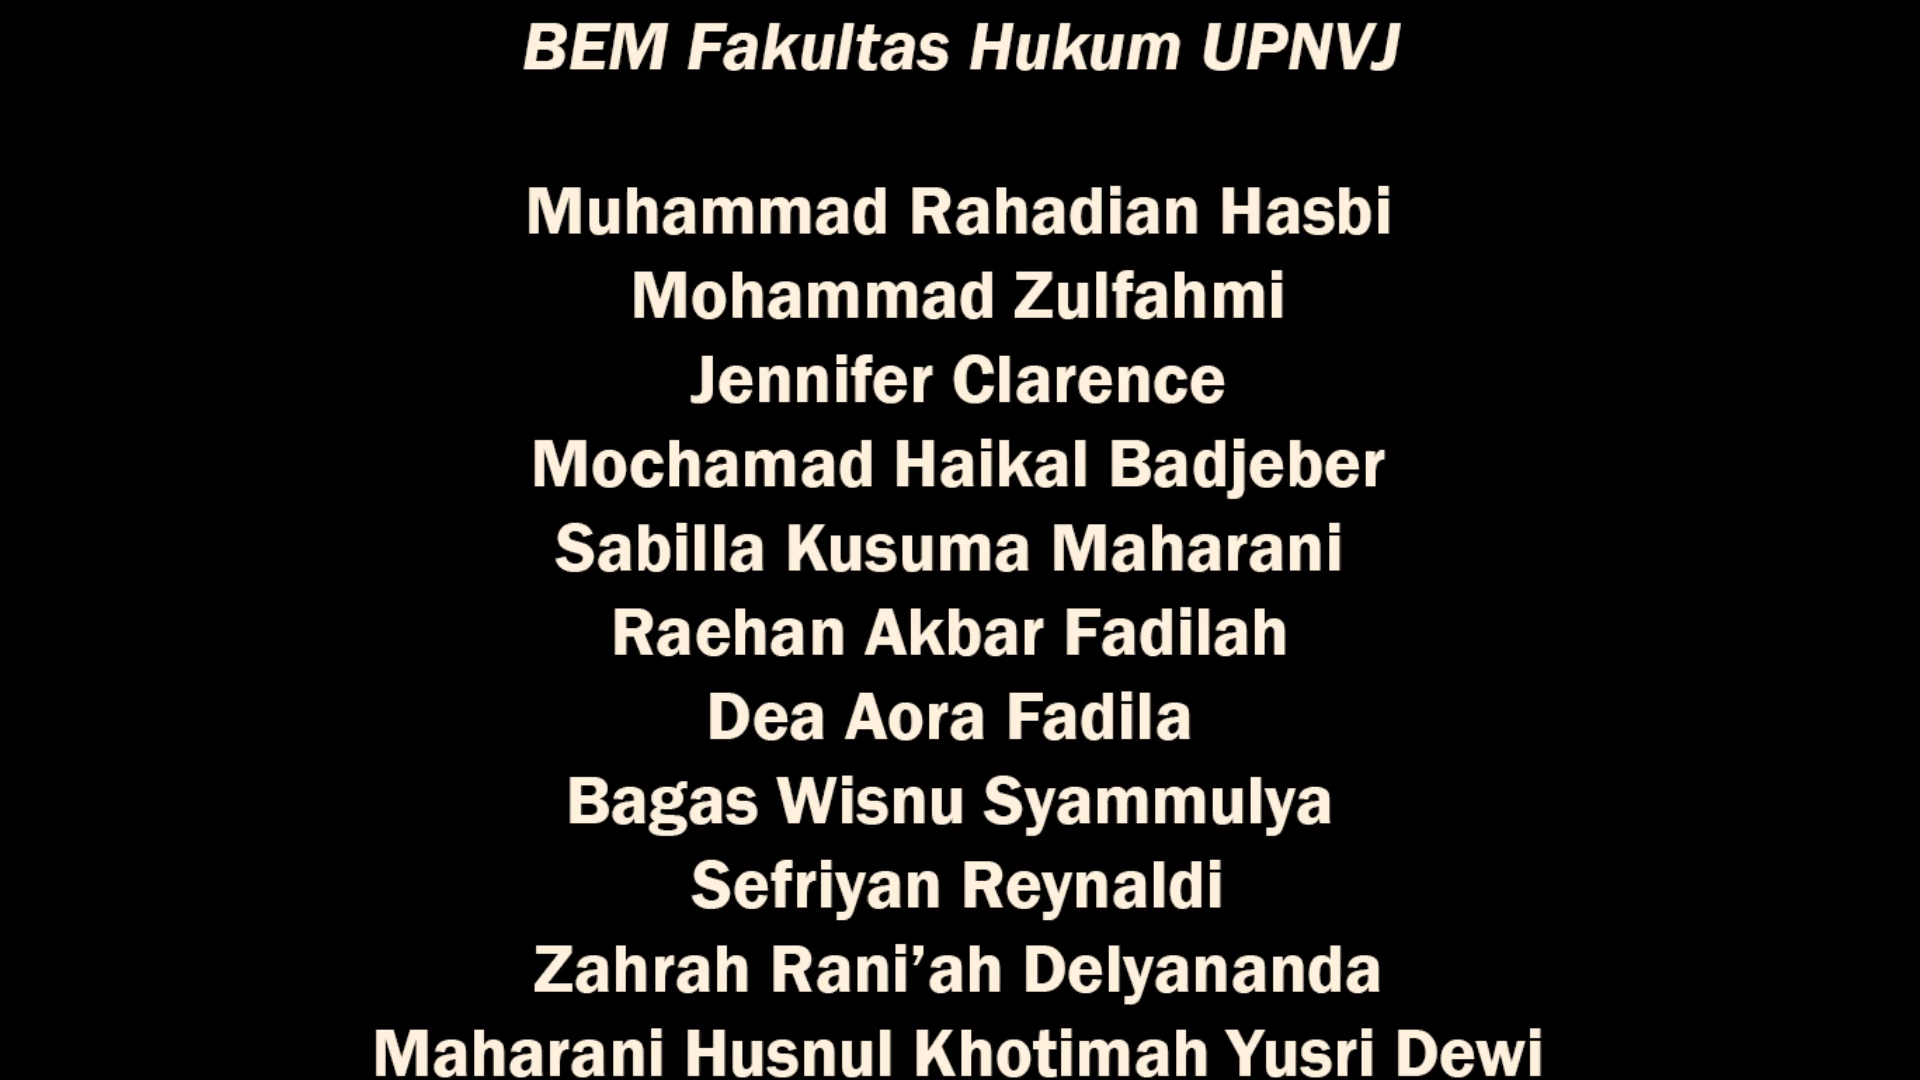 BEM Fakultas Hukum UPNVJ
Muhammad Rahadian Hasbi
Mohammad Zulfahmi
Jennifer Clarence
Mochamad Haikal Badjeber
Sabilla Kusuma Maharani
Raehan Akbar Fadilah
Dea Aora Fadila
Bagas Wisnu Syammulya
Sefriyan Reynaldi
Zahrah Rani’ah Delyananda
Maharani Husnul Khotimah Yusri Dewi